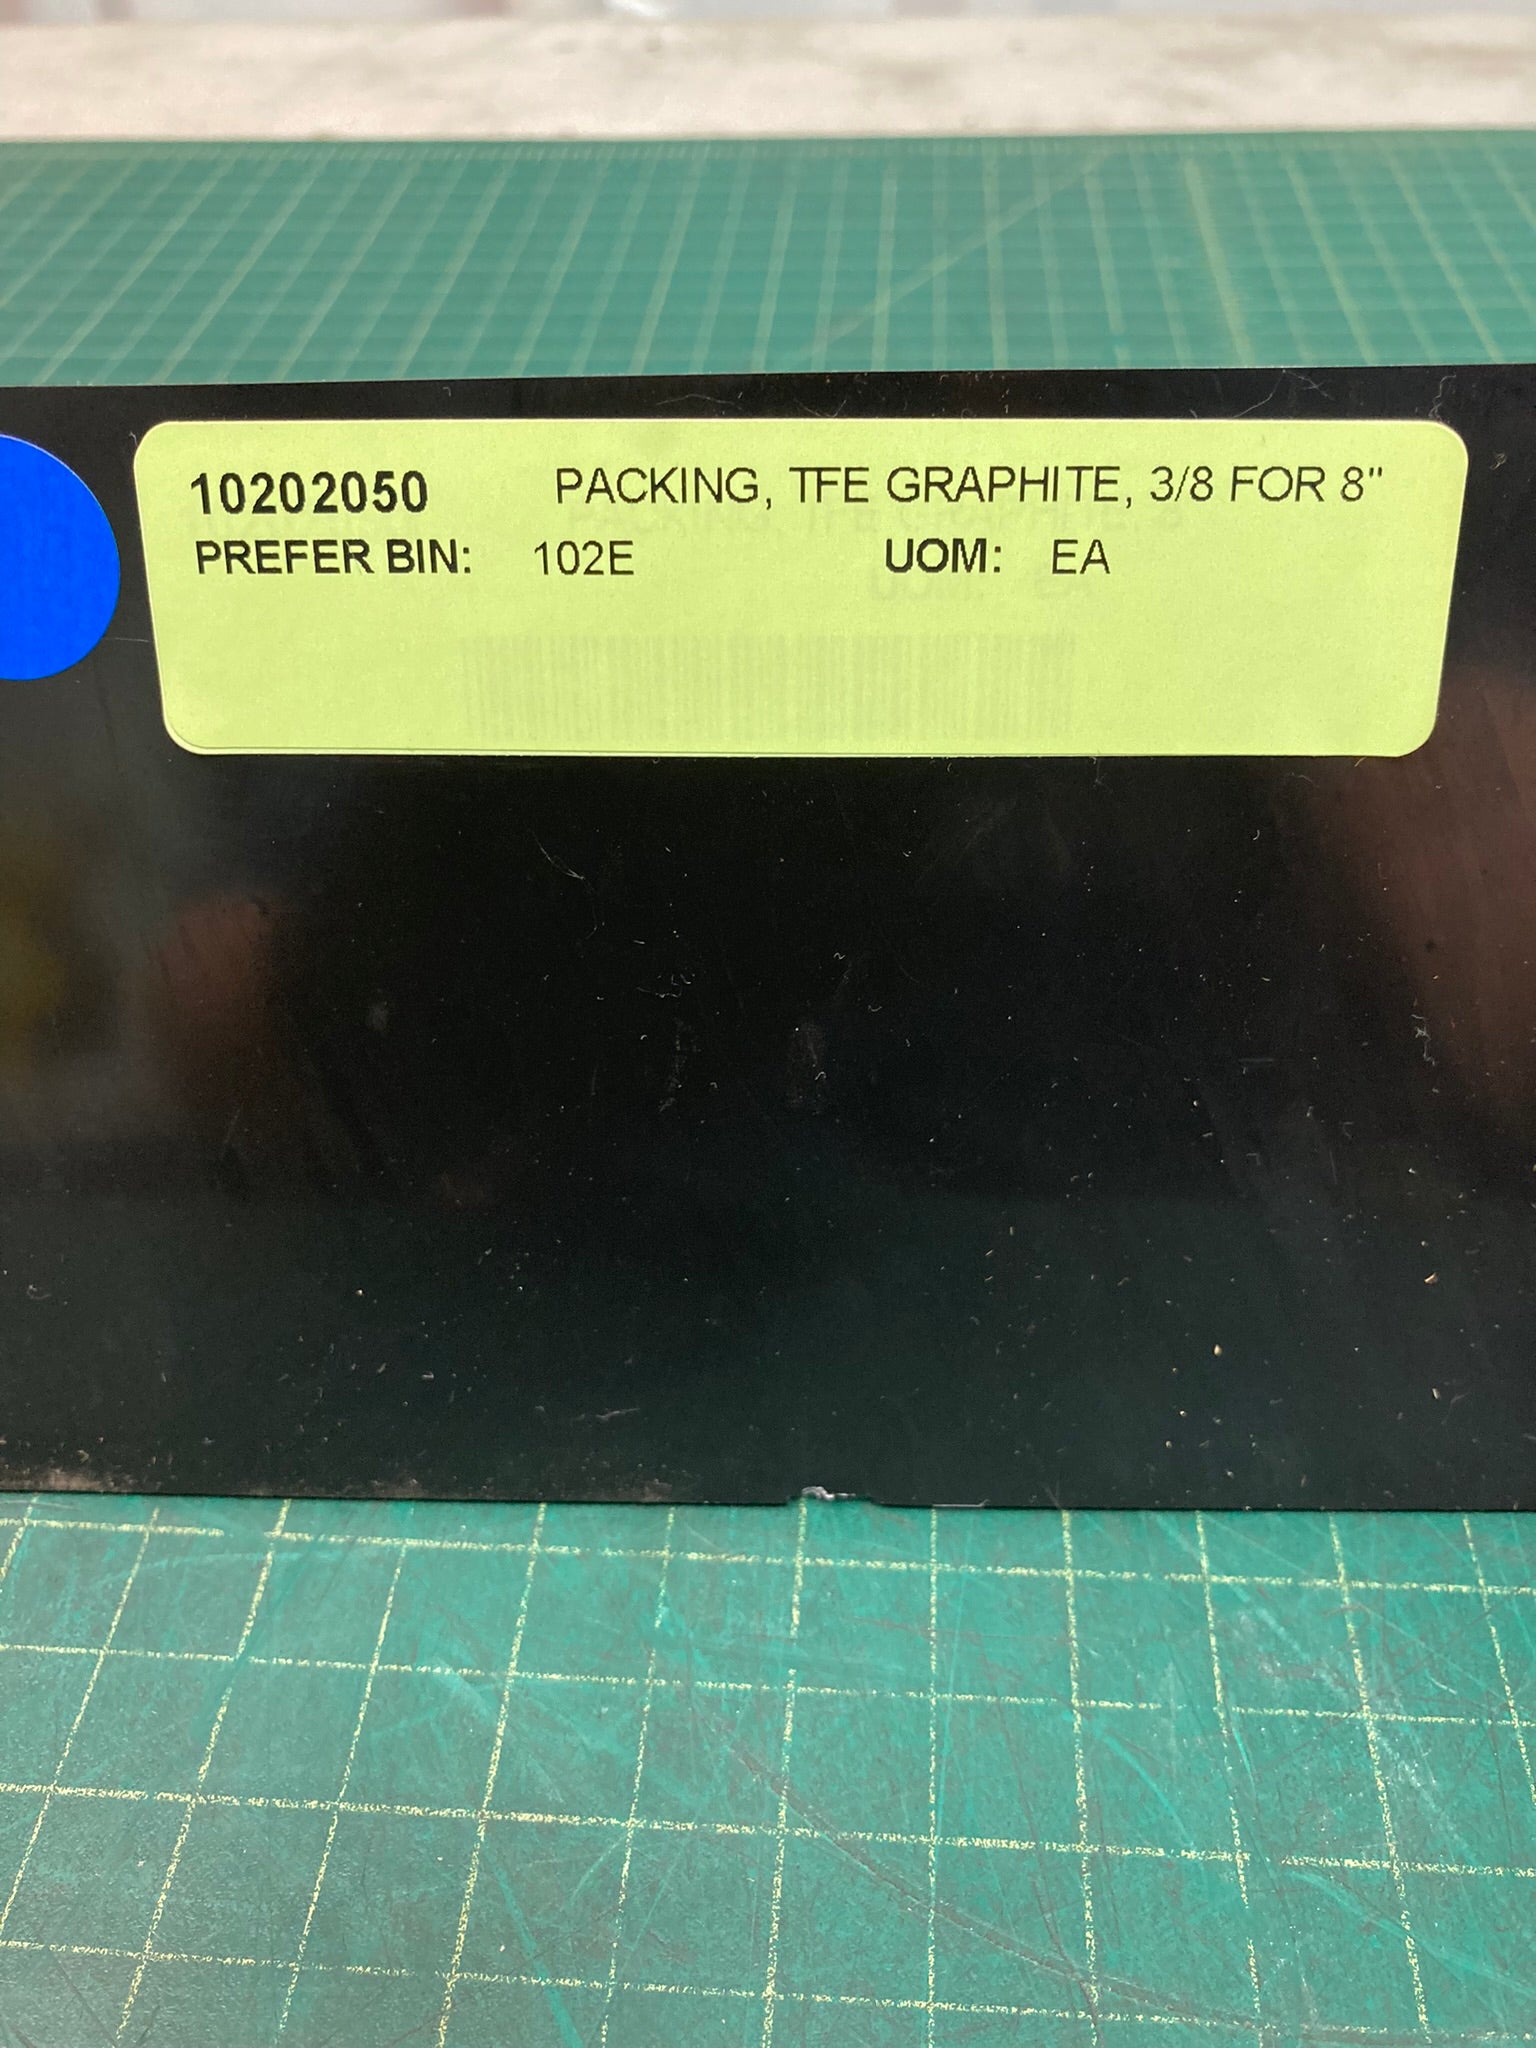 10202050 PACKING, TFE GRAPHITE, 3/8 FOR 8"
PREFER BIN: 102E UOM: EA